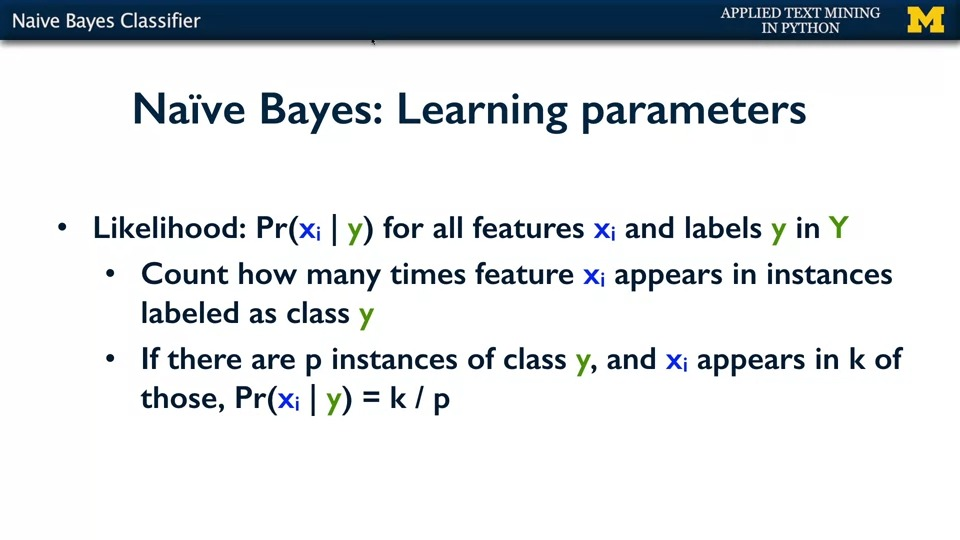 Naive Bayes Classifier
APPLIED TEXT MINING
IN PYTHON
M
Naïve Bayes: Learning parameters
• Likelihood: Pr(xᵢ | y) for all features xᵢ and labels y in Y
• Count how many times feature xᵢ appears in instances
labeled as class y
• If there are p instances of class y, and xᵢ appears in k of
those, Pr(xᵢ | y) = k / p